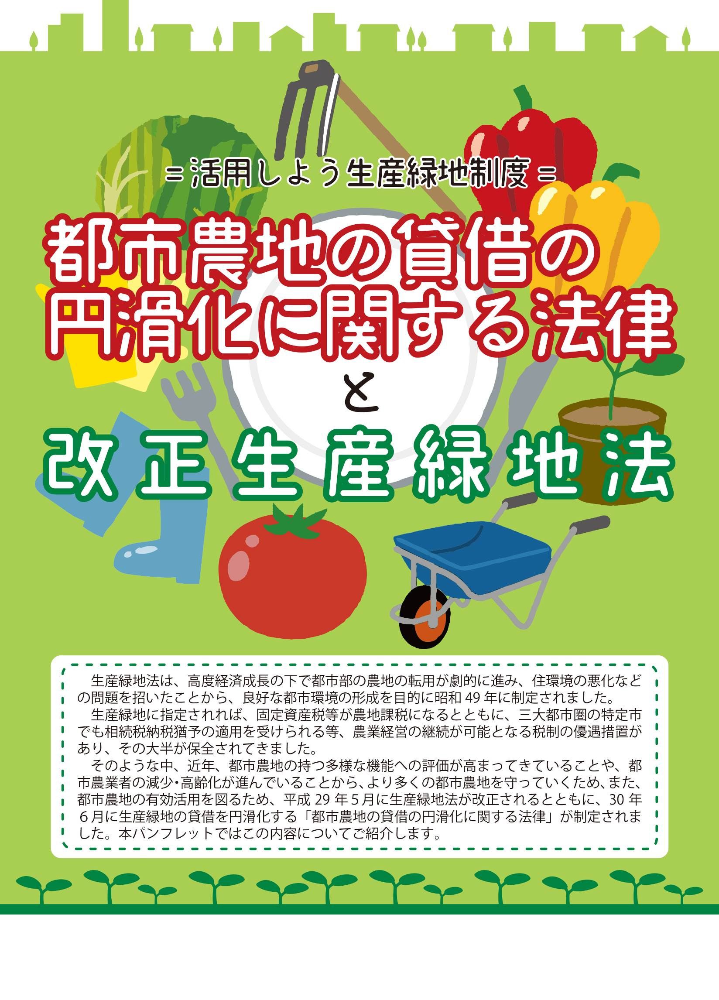 =活用しよう生産緑地制度=
都市農地の貸借の
円滑化に関する法律
と
改正生産緑地法
　生産緑地法は、高度経済成長の下で都市部の農地の転用が劇的に進み、住環境の悪化など
の問題を招いたことから、良好な都市環境の形成を目的に昭和 49 年に制定されました。
　生産緑地に指定されれば、固定資産税等が農地課税になるとともに、三大都市圏の特定市
でも相続税納税猶予の適用を受けられる等、農業経営の継続が可能となる税制の優遇措置が
あり、その大半が保全されてきました。
　そのような中、近年、都市農地の持つ多様な機能への評価が高まってきていることや、都
市農業者の減少・高齢化が進んでいることから、より多くの都市農地を守っていくため、また、
都市農地の有効活用を図るため、平成 29 年５月に生産緑地法が改正されるとともに、30 年
６月に生産緑地の貸借を円滑化する「都市農地の貸借の円滑化に関する法律」が制定されま
した。本パンフレットではこの内容についてご紹介します。